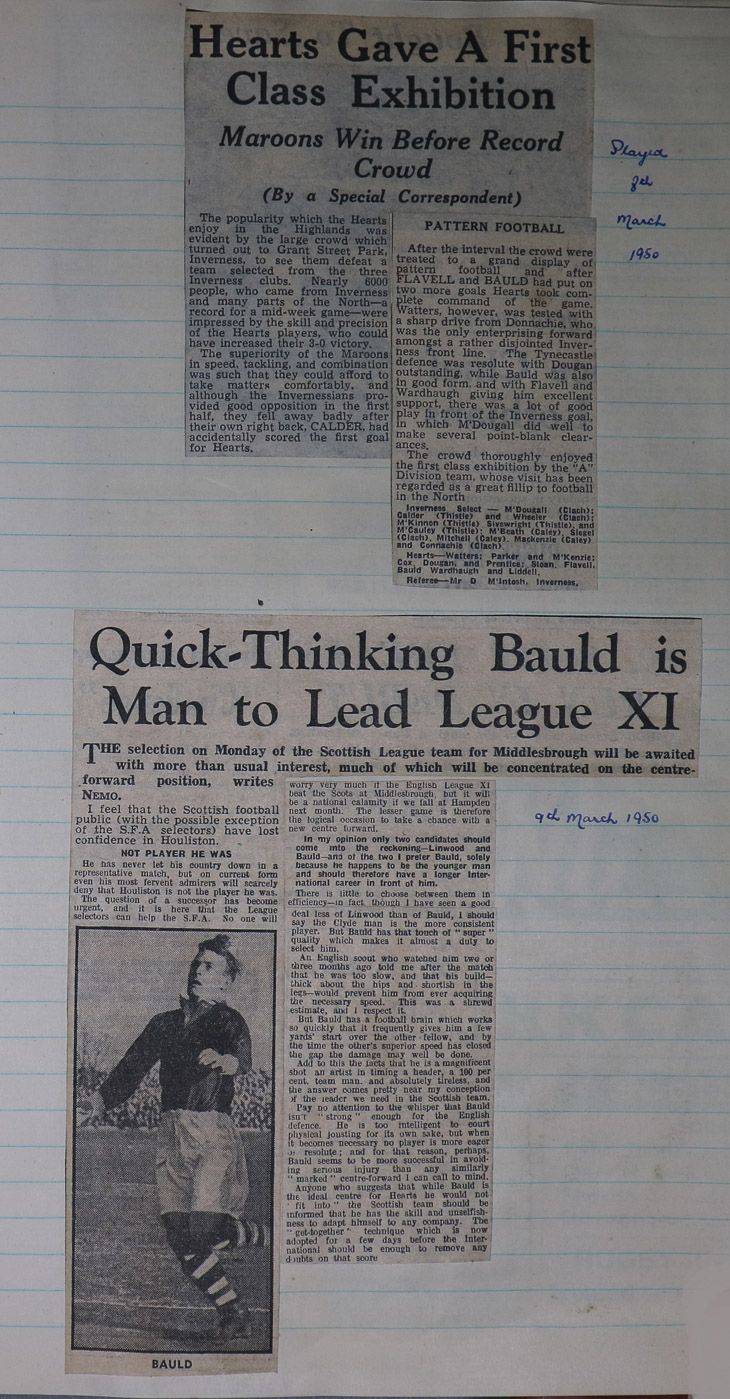 Hearts Gave A First
Class Exhibition
Maroons Win Before Record
Crowd
(By a Special Correspondent)
The popularity which the Hearts
enjoy in the Highlands was
evident by the large crowd which
turned out to Grant Street Park,
Inverness, to see them defeat a
team selected from the three
Inverness clubs. Nearly 6000
people, who came from Inverness
and many parts of the North—a
record for a mid-week game—were
impressed by the skill and precision
of the Hearts players, who could
have increased their 3-0 victory.
The superiority of the Maroons
in speed, tackling, and combination
was such that they could afford to
take matters comfortably, and
although the Invernessians pro-
vided good opposition in the first
half, they fell away badly after
their own right back, CALDER, had
accidentally scored the first goal
for Hearts.
PATTERN FOOTBALL
After the interval the crowd were
treated to a grand display of
pattern football and after
FLAVELL and BAULD had put on
two more goals Hearts took com-
plete command of the game.
Watters, however, was tested with
a sharp drive from Donnachie, who
was the only enterprising forward
amongst a rather disjointed Inver-
ness front line. The Tynecastle
defence was resolute with Dougan
outstanding, while Bauld was also
in good form, and with Flavell and
Wardhaugh giving him excellent
support, there was a lot of good
play in front of the Inverness goal,
in which M'Dougall did well to
make several point-blank clear-
ances.
The crowd thoroughly enjoyed
the first class exhibition by the "A"
Division team, whose visit has been
regarded as a great fillip to football
in the North
Inverness Select — M'Dougall (Clach);
Calder (Thistle) and Wheeler (Clach);
M'Kinnon (Thistle) Sivewright (Thistle), and
M'Cauley (Thistle); M'Beath (Caley), Siegel
(Clach), Mitchell (Caley), Mackenzie (Caley)
and Connachie (Clach).
Hearts—Watters; Parker and M'Kenzie;
Cox, Dougan, and Prentice; Sloan, Flavell,
Bauld Wardhaugh and Liddell.
Referee—Mr D M'Intosh, Inverness.
Played
8th
March
1950
Quick-Thinking Bauld is
Man to Lead League XI
THE selection on Monday of the Scottish League team for Middlesbrough will be awaited
with more than usual interest, much of which will be concentrated on the centre-
forward position, writes
NEMO.
I feel that the Scottish football
public (with the possible exception
of the S.F.A selectors) have lost
confidence in Houliston.
NOT PLAYER HE WAS
He has never let his country down in a
representative match, but on current form
even his most fervent admirers will scarcely
deny that Houliston is not the player he was.
The question of a successor has become
urgent, and it is here that the League
selectors can help the S.F.A. No one will
worry very much if the English League XI
beat the Scots at Middlesbrough, but it will
be a national calamity if we fall at Hampden
next month. The lesser game is therefore
the logical occasion to take a chance with a
new centre forward.
In my opinion only two candidates should
come into the reckoning—Linwood and
Bauld—and of the two I prefer Bauld, solely
because he happens to be the younger man
and should therefore have a longer Inter-
national career in front of him.
There is little to choose between them in
efficiency—in fact though I have seen a good
deal less of Linwood than of Bauld, I should
say the Clyde man is the more consistent
player. But Bauld has that touch of "super"
quality which makes it almost a duty to
select him.
An English scout who watched him two or
three months ago told me after the match
that he was too slow, and that his build—
thick about the hips and shortish in the
legs—would prevent him from ever acquiring
the necessary speed. This was a shrewd
estimate, and I respect it.
But Bauld has a football brain which works
so quickly that it frequently gives him a few
yards' start over the other fellow, and by
the time the other's superior speed has closed
the gap the damage may well be done.
Add to this the facts that he is a magnificent
shot an artist in timing a header, a 100 per
cent. team man, and absolutely tireless, and
the answer comes pretty near my conception
of the leader we need in the Scottish team.
Pay no attention to the whisper that Bauld
isn't "strong" enough for the English
defence. He is too intelligent to court
physical jousting for its own sake, but when
it becomes necessary no player is more eager
or resolute; and for that reason, perhaps,
Bauld seems to be more successful in avoid-
ing serious injury than any similarly
"marked" centre-forward I can call to mind.
Anyone who suggests that while Bauld is
the ideal centre for Hearts he would not
"fit into" the Scottish team should be
informed that he has the skill and unselfish-
ness to adapt himself to any company. The
"get-together" technique which is now
adopted for a few days before the Inter-
national should be enough to remove any
doubts on that score
9th March 1950
BAULD